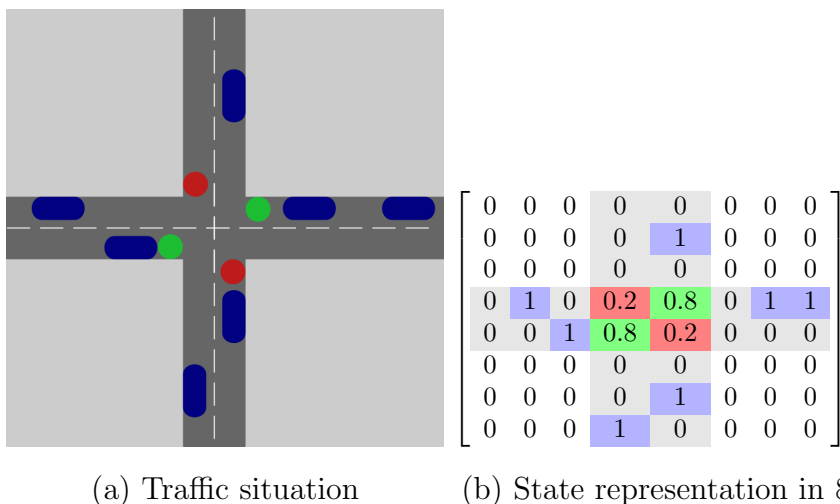 0 0 0 0 0 0 0 0
0 0 0 0 1 0 0 0
0 0 0 0 0 0 0 0
0 1 0 0.2 0.8 0 1 1
0 0 1 0.8 0.2 0 0 0
0 0 0 0 0 0 0 0
0 0 0 0 1 0 0 0
0 0 0 1 0 0 0 0
(a) Traffic situation
(b) State representation in